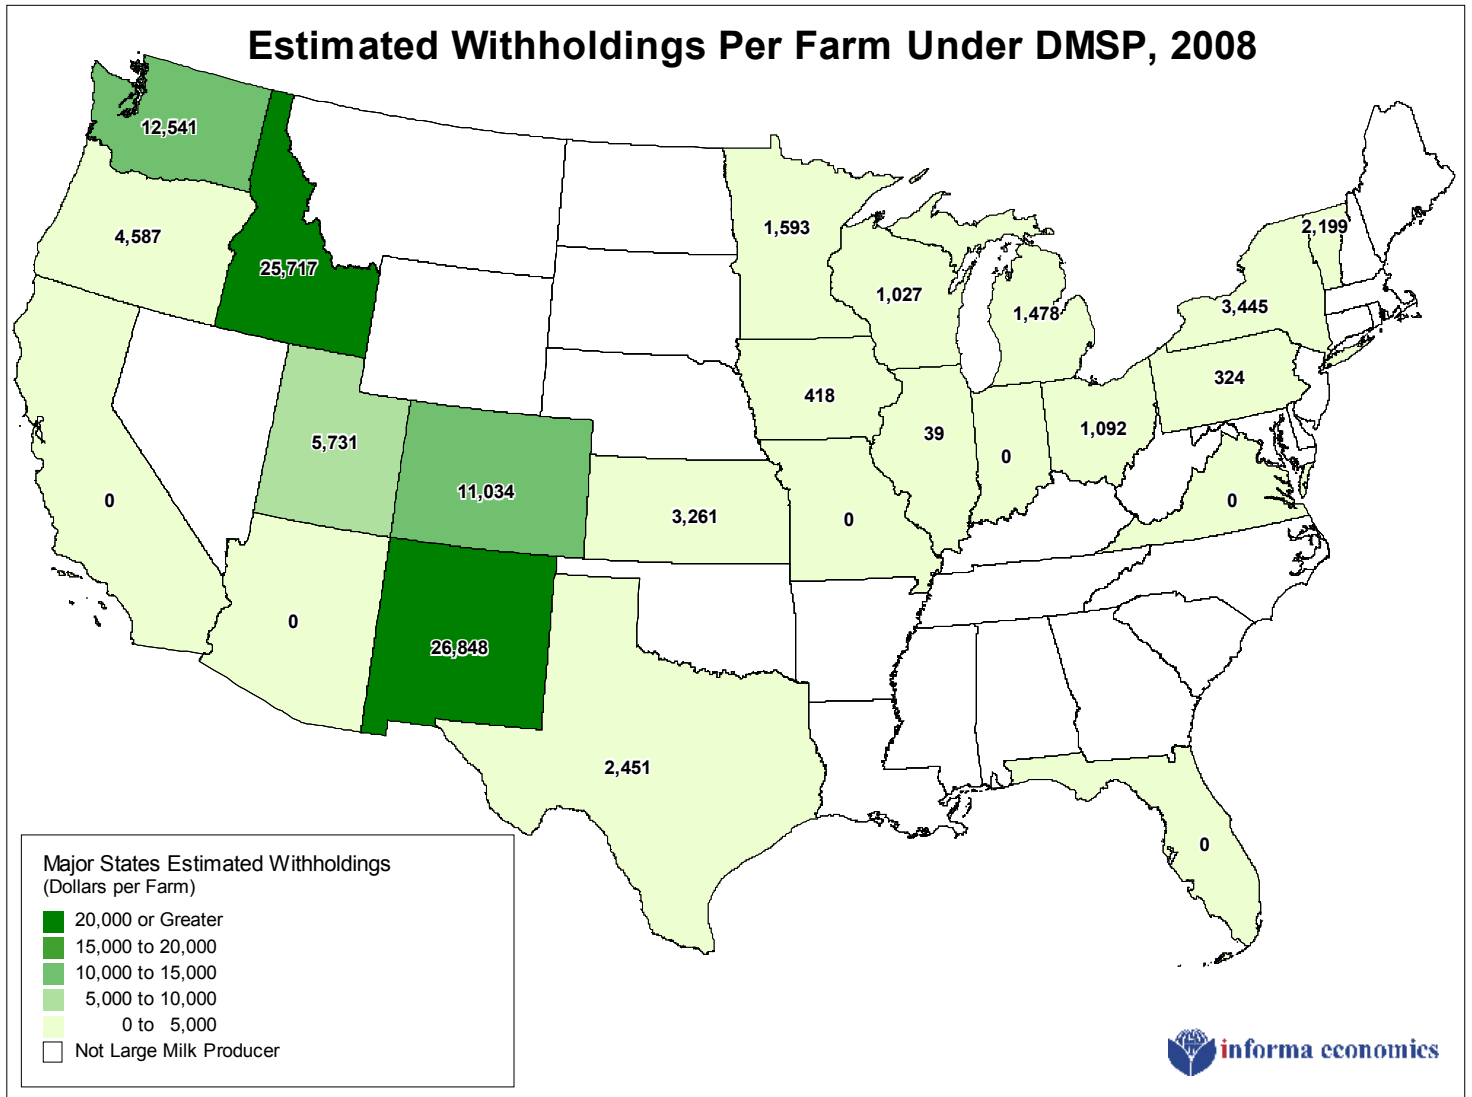 Estimated Withholdings Per Farm Under DMSP, 2008
12,541
4,587
25,717
1,593
2,199
1,027
1,478
3,445
324
418
39
0
1,092
5,731
0
11,034
3,261
0
0
0
26,848
2,451
0
Major States Estimated Withholdings
(Dollars per Farm)
20,000 or Greater
15,000 to 20,000
10,000 to 15,000
5,000 to 10,000
0 to 5,000
Not Large Milk Producer
informa economics